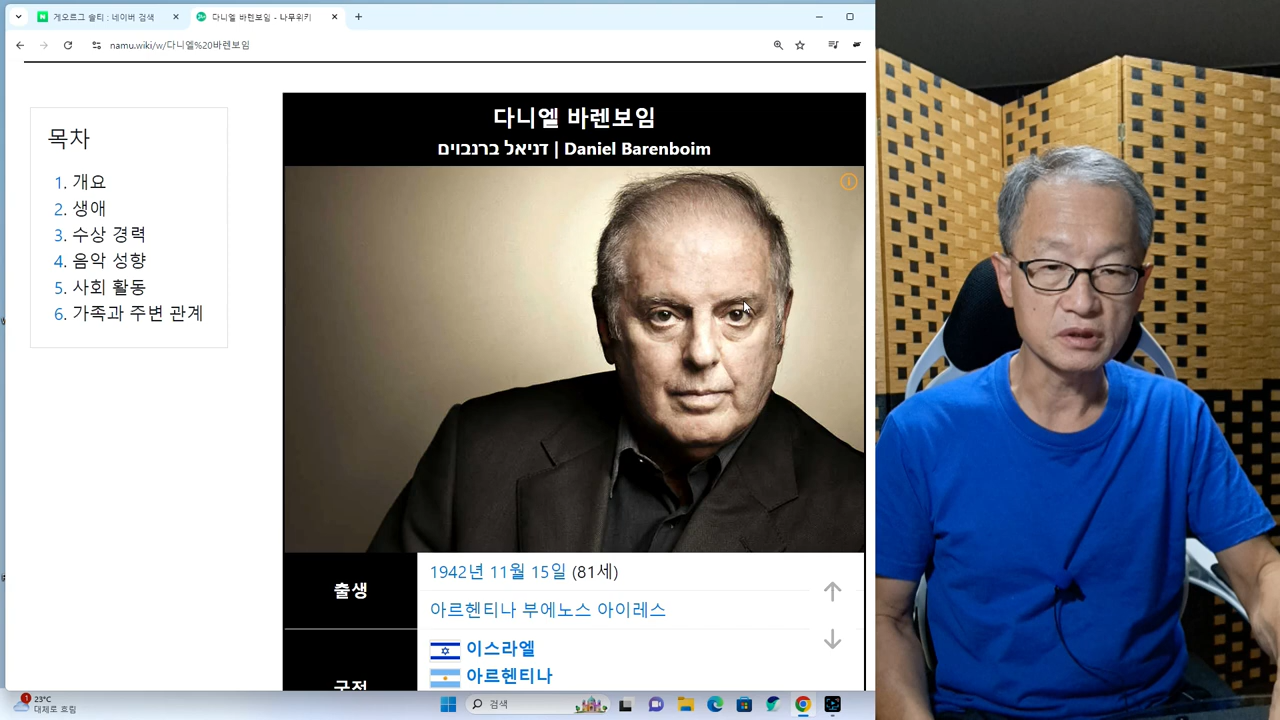 게오르그 솔티 : 네이버 검색
다니엘 바렌보임 - 나무위키
namu.wiki/w/다니엘%20바렌보임
목차
1. 개요
2. 생애
3. 수상 경력
4. 음악 성향
5. 사회 활동
6. 가족과 주변 관계
다니엘 바렌보임
דניאל ברנבוים | Daniel Barenboim
출생
1942년 11월 15일 (81세)
아르헨티나 부에노스 아이레스
국적
이스라엘
아르헨티나
1
23°C
대체로 흐림
검색